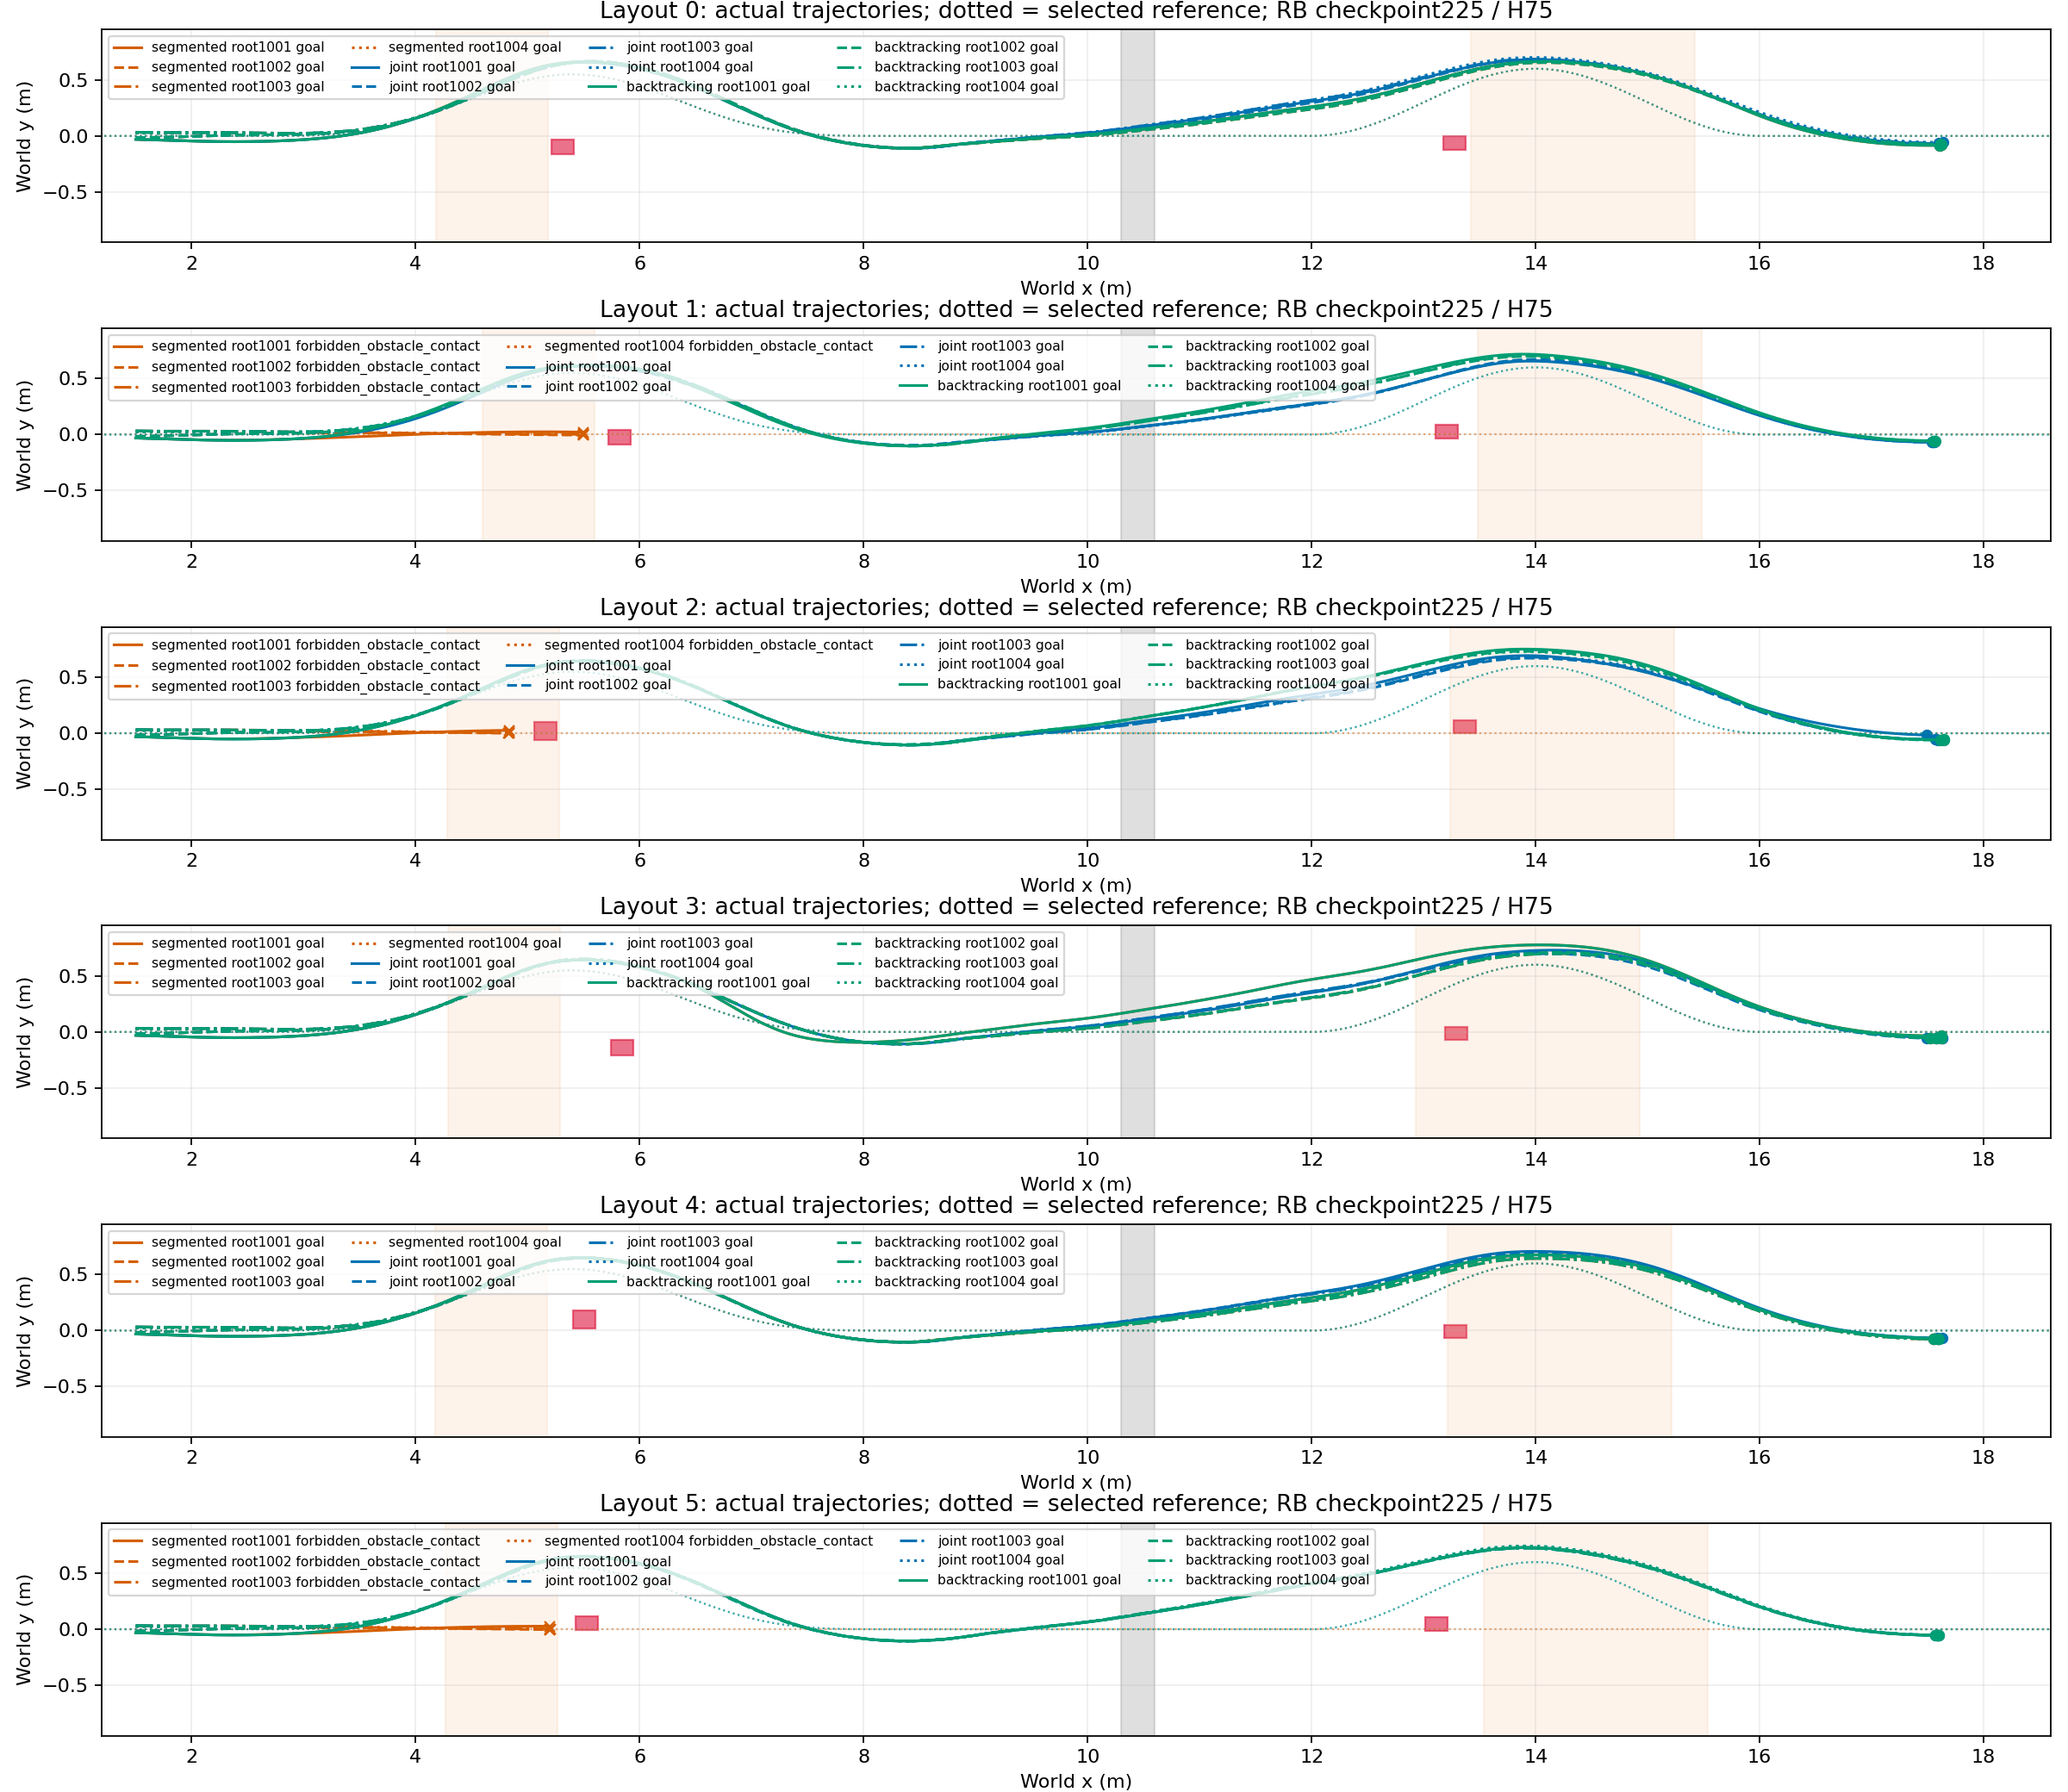 Layout 0: actual trajectories; dotted = selected reference; RB checkpoint225 / H75
segmented root1001 goal
segmented root1002 goal
segmented root1003 goal
segmented root1004 goal
joint root1001 goal
joint root1002 goal
joint root1003 goal
joint root1004 goal
backtracking root1001 goal
backtracking root1002 goal
backtracking root1003 goal
backtracking root1004 goal
World y (m)
0.5
0.0
−0.5
2 4 6 8 10 12 14 16 18
World x (m)
Layout 1: actual trajectories; dotted = selected reference; RB checkpoint225 / H75
segmented root1001 forbidden_obstacle_contact
segmented root1002 forbidden_obstacle_contact
segmented root1003 forbidden_obstacle_contact
segmented root1004 forbidden_obstacle_contact
joint root1001 goal
joint root1002 goal
joint root1003 goal
joint root1004 goal
backtracking root1001 goal
backtracking root1002 goal
backtracking root1003 goal
backtracking root1004 goal
World y (m)
0.5
0.0
−0.5
2 4 6 8 10 12 14 16 18
World x (m)
Layout 2: actual trajectories; dotted = selected reference; RB checkpoint225 / H75
segmented root1001 forbidden_obstacle_contact
segmented root1002 forbidden_obstacle_contact
segmented root1003 forbidden_obstacle_contact
segmented root1004 forbidden_obstacle_contact
joint root1001 goal
joint root1002 goal
joint root1003 goal
joint root1004 goal
backtracking root1001 goal
backtracking root1002 goal
backtracking root1003 goal
backtracking root1004 goal
World y (m)
0.5
0.0
−0.5
2 4 6 8 10 12 14 16 18
World x (m)
Layout 3: actual trajectories; dotted = selected reference; RB checkpoint225 / H75
segmented root1001 goal
segmented root1002 goal
segmented root1003 goal
segmented root1004 goal
joint root1001 goal
joint root1002 goal
joint root1003 goal
joint root1004 goal
backtracking root1001 goal
backtracking root1002 goal
backtracking root1003 goal
backtracking root1004 goal
World y (m)
0.5
0.0
−0.5
2 4 6 8 10 12 14 16 18
World x (m)
Layout 4: actual trajectories; dotted = selected reference; RB checkpoint225 / H75
segmented root1001 goal
segmented root1002 goal
segmented root1003 goal
segmented root1004 goal
joint root1001 goal
joint root1002 goal
joint root1003 goal
joint root1004 goal
backtracking root1001 goal
backtracking root1002 goal
backtracking root1003 goal
backtracking root1004 goal
World y (m)
0.5
0.0
−0.5
2 4 6 8 10 12 14 16 18
World x (m)
Layout 5: actual trajectories; dotted = selected reference; RB checkpoint225 / H75
segmented root1001 forbidden_obstacle_contact
segmented root1002 forbidden_obstacle_contact
segmented root1003 forbidden_obstacle_contact
segmented root1004 forbidden_obstacle_contact
joint root1001 goal
joint root1002 goal
joint root1003 goal
joint root1004 goal
backtracking root1001 goal
backtracking root1002 goal
backtracking root1003 goal
backtracking root1004 goal
World y (m)
0.5
0.0
−0.5
2 4 6 8 10 12 14 16 18
World x (m)